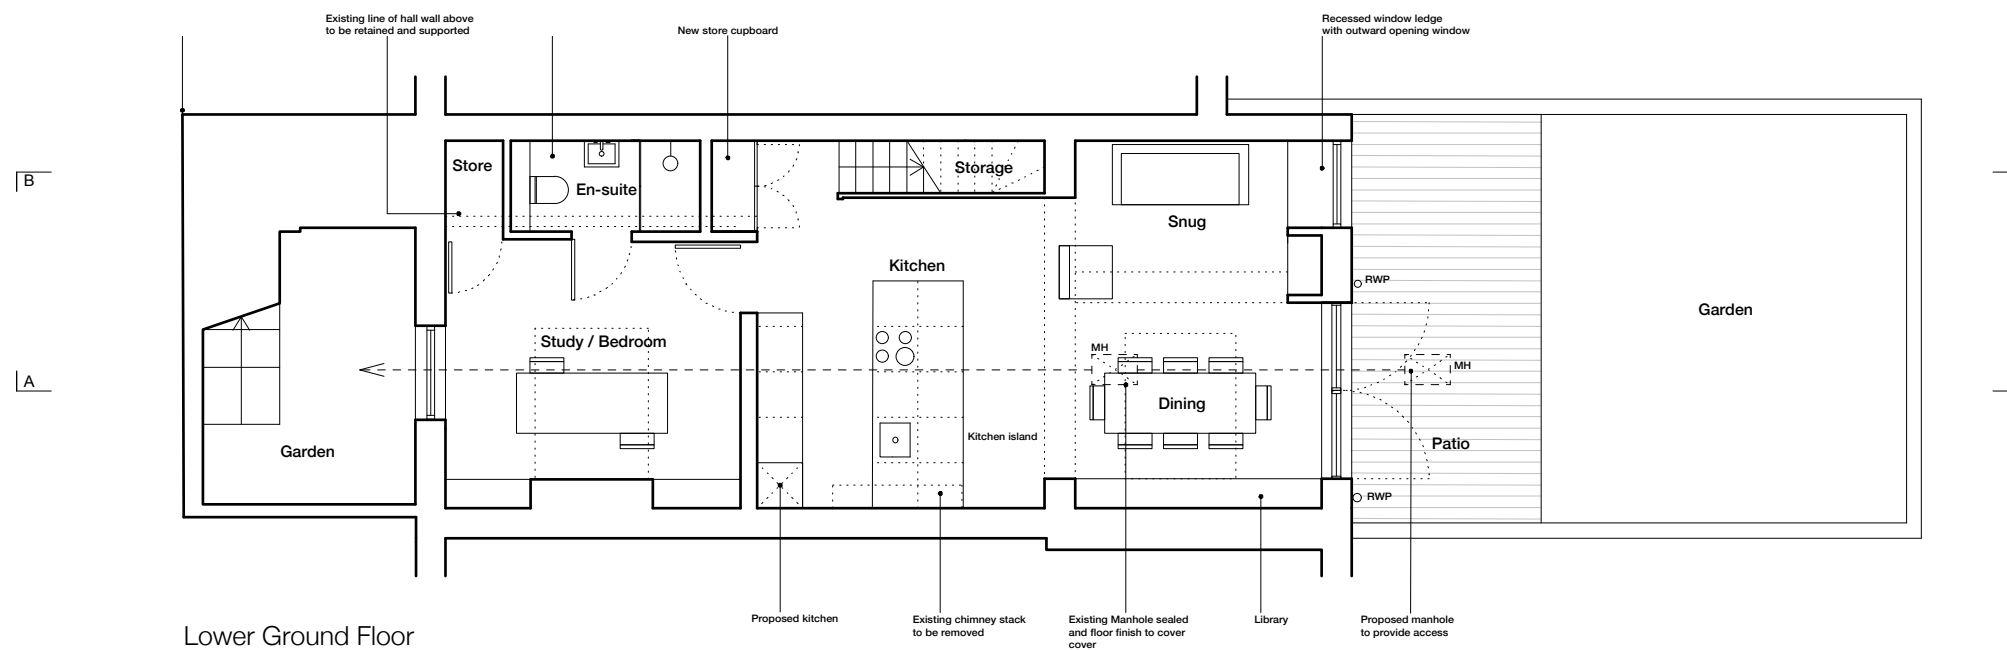 Existing line of hall wall above
to be retained and supported
New store cupboard
Recessed window ledge
with outward opening window
B
Store
En-suite
Storage
Snug
Kitchen
RWP
Garden
Study / Bedroom
MH
MH
A
Dining
Kitchen island
Patio
Garden
RWP
Proposed kitchen
Existing chimney stack
to be removed
Existing Manhole sealed
and floor finish to cover
cover
Library
Proposed manhole
to provide access
Lower Ground Floor